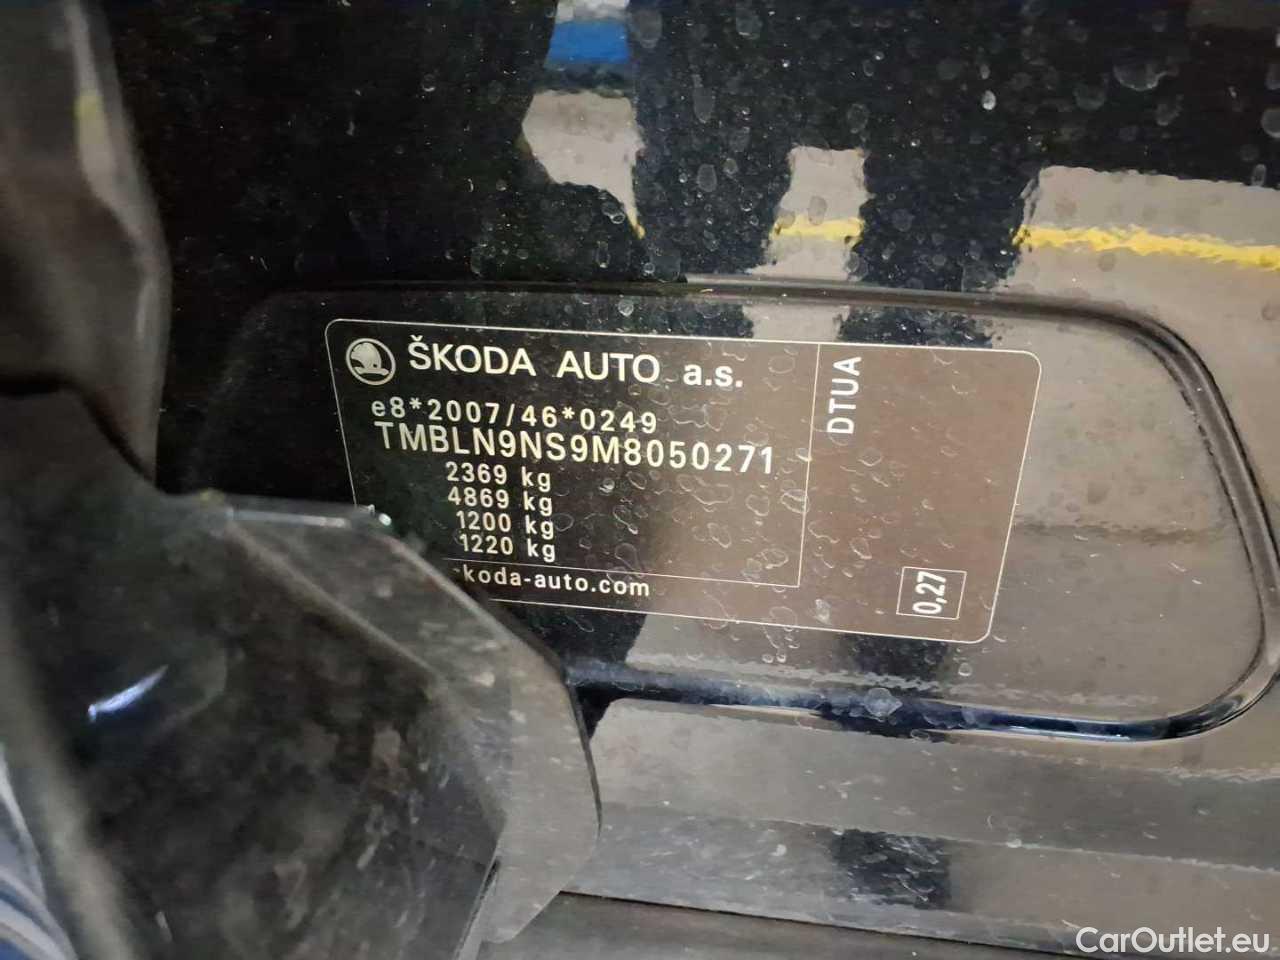 ŠKODA AUTO a.s.
e8*2007/46*0249
TMBLN9NS9M8050271
2369 kg
4869 kg
1200 kg
1220 kg
koda-auto.com
DTUA
0,27
CarOutlet.eu